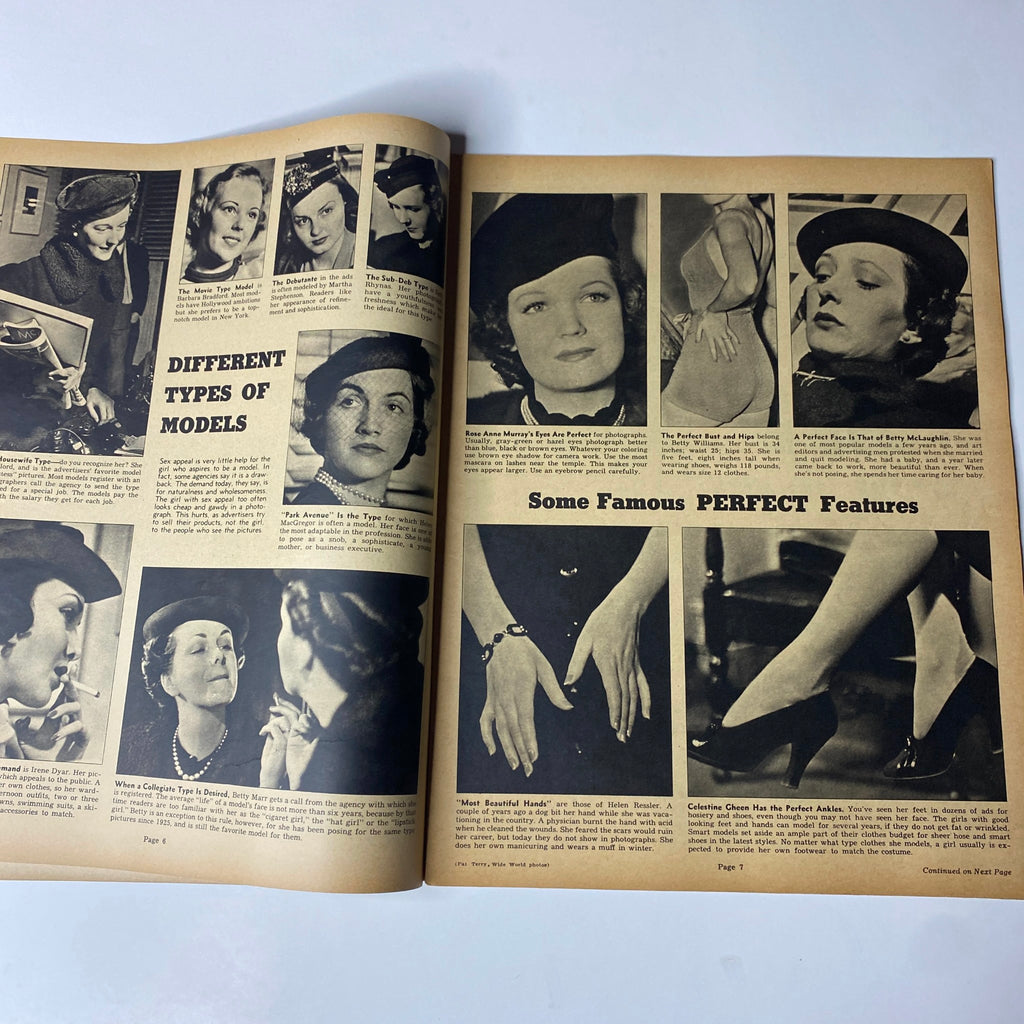 The Movie Type Model is
Barbara Bradford. Most mod-
els have Hollywood ambitions
but she prefers to be a top-
notch model in New York.
The Debutante in the ads
is often modeled by Martha
Stephenson. Readers like
her appearance of refine-
ment and sophistication.
The Sub-Deb Type is
Rhynas. Her photog
have a youthful
freshness which make
the ideal for this type.
DIFFERENT
TYPES OF
MODELS
Housewife Type—do you recognize her? She
ford, and is the advertisers' favorite model
pictures. Most models register with an
graphers call the agency to send the type
ed for a special job. The models pay the
th the salary they get for each job.
Sex appeal is very little help for the
girl who aspires to be a model. In
fact, some agencies say it is a draw-
back. The demand today, they say, is
for naturalness and wholesomeness.
The girl with sex appeal too often
looks cheap and gawdy in a photo-
graph. This hurts, as advertisers try
to sell their products, not the girl,
to the people who see the pictures.
"Park Avenue" Is the Type for which Helen
MacGregor is often a model. Her face is one of
the most adaptable in the profession. She is able
to pose as a snob, a sophisticate, a young
mother, or business executive.
mand is Irene Dyar. Her pic-
which appeals to the public. A
er own clothes, so her ward-
ernoon outfits, two or three
wns, swimming suits, a ski-
accessories to match.
When a Collegiate Type Is Desired, Betty Marr gets a call from the agency with which she
is registered. The average "life" of a model's face is not more than six years, because by that
time readers are too familiar with her as the "cigaret girl," "the hat girl" or the "lipstick
girl." Betty is an exception to this rule, however, for she has been posing for the same type
pictures since 1925, and is still the favorite model for them.
Page 6
Rose Anne Murray's Eyes Are Perfect for photographs.
Usually, gray-green or hazel eyes photograph better
than blue, black or brown eyes. Whatever your coloring
use brown eye shadow for camera work. Use the most
mascara on lashes near the temple. This makes your
eyes appear larger. Use an eyebrow pencil carefully.
The Perfect Bust and Hips belong
to Betty Williams. Her bust is 34
inches; waist 25; hips 35. She is
five feet, eight inches tall when
wearing shoes, weighs 118 pounds,
and wears size 12 clothes.
A Perfect Face Is That of Betty McLaughlin. She was
one of most popular models a few years ago, and art
editors and advertising men protested when she married
and quit modeling. She had a baby, and a year later
came back to work, more beautiful than ever. When
she's not posing, she spends her time caring for her baby.
Some Famous PERFECT Features
"Most Beautiful Hands" are those of Helen Ressler. A
couple of years ago a dog bit her hand while she was vaca-
tioning in the country. A physician burnt the hand with acid
when he cleaned the wounds. She feared the scars would ruin
her career, but today they do not show in photographs. She
does her own manicuring and wears a muff in winter.
Celestine Gheen Has the Perfect Ankles. You've seen her feet in dozens of ads for
hosiery and shoes, even though you may not have seen her face. The girls with good
looking feet and hands can model for several years, if they do not get fat or wrinkled.
Smart models set aside an ample part of their clothes budget for sheer hose and smart
shoes in the latest styles. No matter what type clothes she models, a girl usually is ex-
pected to provide her own footwear to match the costume.
(Pat Terry, Wide World photos)
Page 7
Continued on Next Page